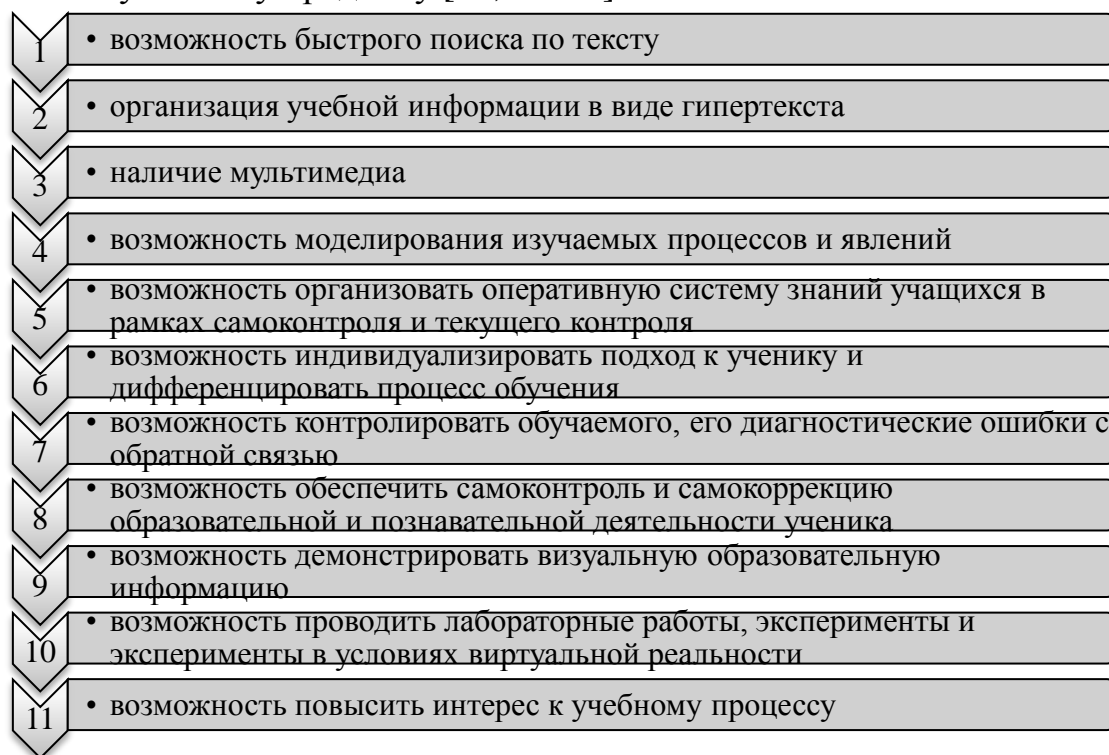 1
• возможность быстрого поиска по тексту
2
• организация учебной информации в виде гипертекста
3
• наличие мультимедиа
4
• возможность моделирования изучаемых процессов и явлений
5
• возможность организовать оперативную систему знаний учащихся в
рамках самоконтроля и текущего контроля
6
• возможность индивидуализировать подход к ученику и
дифференцировать процесс обучения
7
• возможность контролировать обучаемого, его диагностические ошибки с
обратной связью
8
• возможность обеспечить самоконтроль и самокоррекцию
образовательной и познавательной деятельности ученика
9
• возможность демонстрировать визуальную образовательную
информацию
10
• возможность проводить лабораторные работы, эксперименты и
эксперименты в условиях виртуальной реальности
11
• возможность повысить интерес к учебному процессу